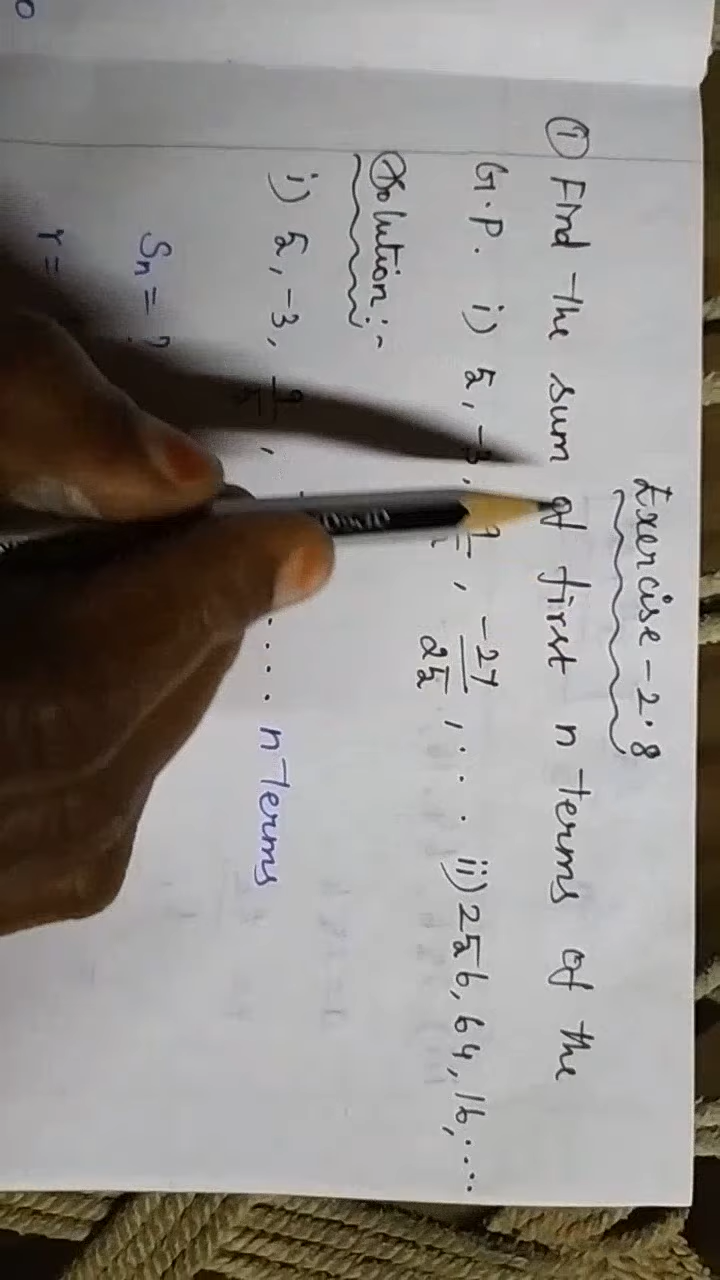 Exercise - 2.8
① Find the sum of first n terms of the
G.P. i) 5, -3, 9/5, -27/25, . . . ii) 256, 64, 16, ...
Solution :-
i) 5, -3, 9/5, . . . . n terms
Sn = ?
r =